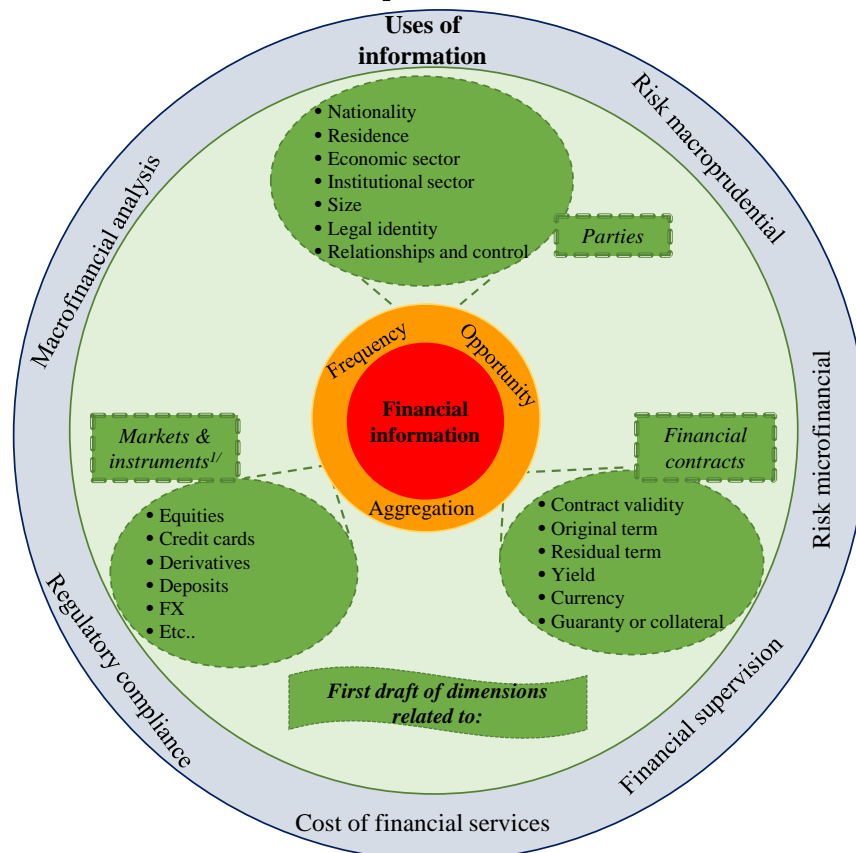 Uses of
information
Risk macroprudential
Risk microfinancial
Financial supervision
Cost of financial services
Regulatory compliance
Macrofinancial analysis
• Nationality
• Residence
• Economic sector
• Institutional sector
• Size
• Legal identity
• Relationships and control
Parties
Frequency
Opportunity
Aggregation
Financial
information
Markets &
instruments1/
• Equities
• Credit cards
• Derivatives
• Deposits
• FX
• Etc..
Financial
contracts
• Contract validity
• Original term
• Residual term
• Yield
• Currency
• Guaranty or collateral
First draft of dimensions
related to: